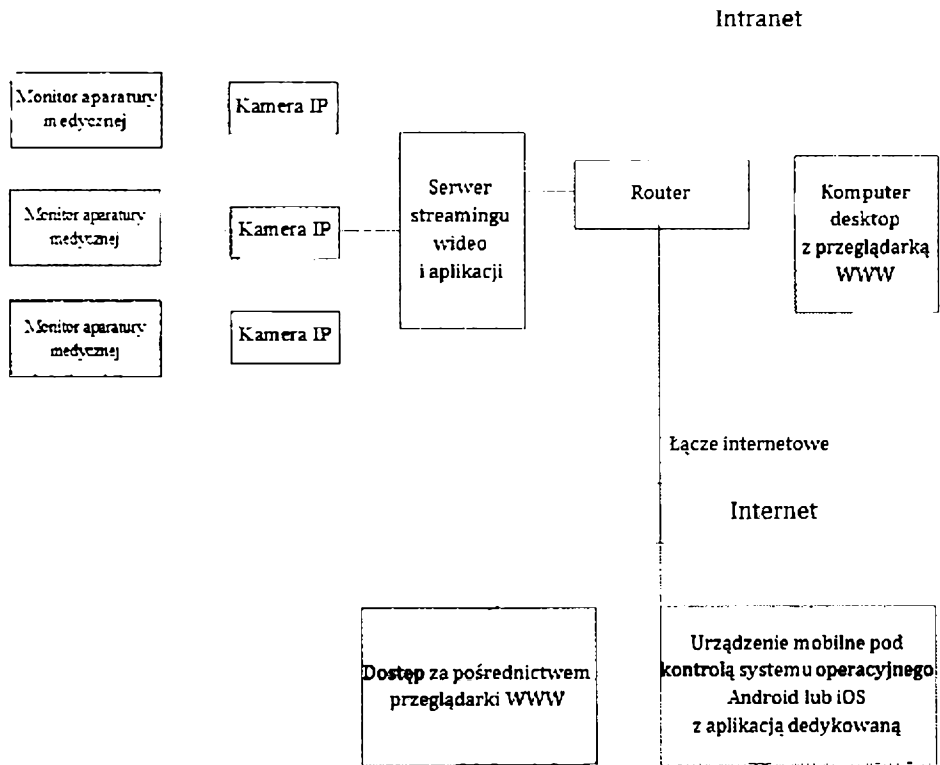 Intranet
Monitor aparatury
medycznej
Kamera IP
Monitor aparatury
medycznej
Kamera IP
Monitor aparatury
medycznej
Kamera IP
Serwer
streamingu
wideo
i aplikacji
Router
Komputer
desktop
z przeglądarką
WWW
Łącze internetowe
Internet
Dostęp za pośrednictwem
przeglądarki WWW
Urządzenie mobilne pod
kontrolą systemu operacyjnego
Android lub iOS
z aplikacją dedykowaną